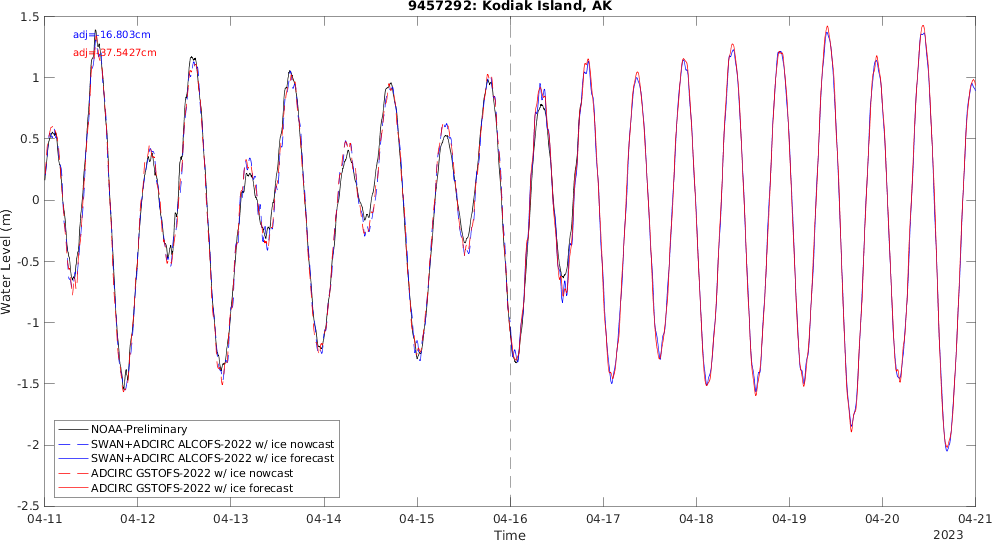 9457292: Kodiak Island, AK
adj=-16.803cm
adj=-37.5427cm
Water Level (m)
1.5
1
0.5
0
-0.5
-1
-1.5
-2
-2.5
NOAA-Preliminary
SWAN+ADCIRC ALCOFS-2022 w/ ice nowcast
SWAN+ADCIRC ALCOFS-2022 w/ ice forecast
ADCIRC GSTOFS-2022 w/ ice nowcast
ADCIRC GSTOFS-2022 w/ ice forecast
04-11 04-12 04-13 04-14 04-15 04-16 04-17 04-18 04-19 04-20 04-21
Time
2023